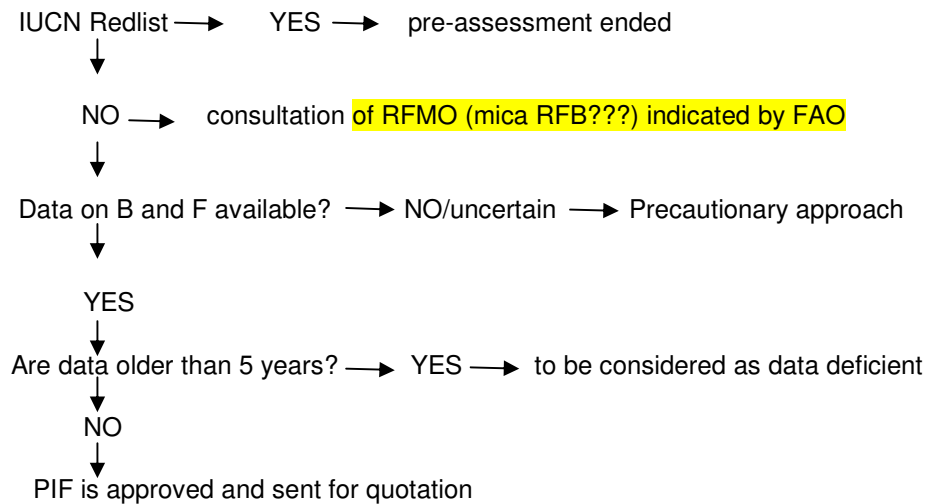 IUCN Redlist YES pre-assessment ended
NO consultation of RFMO (mica RFB???) indicated by FAO
Data on B and F available? NO/uncertain Precautionary approach
YES
Are data older than 5 years? YES to be considered as data deficient
NO
PIF is approved and sent for quotation